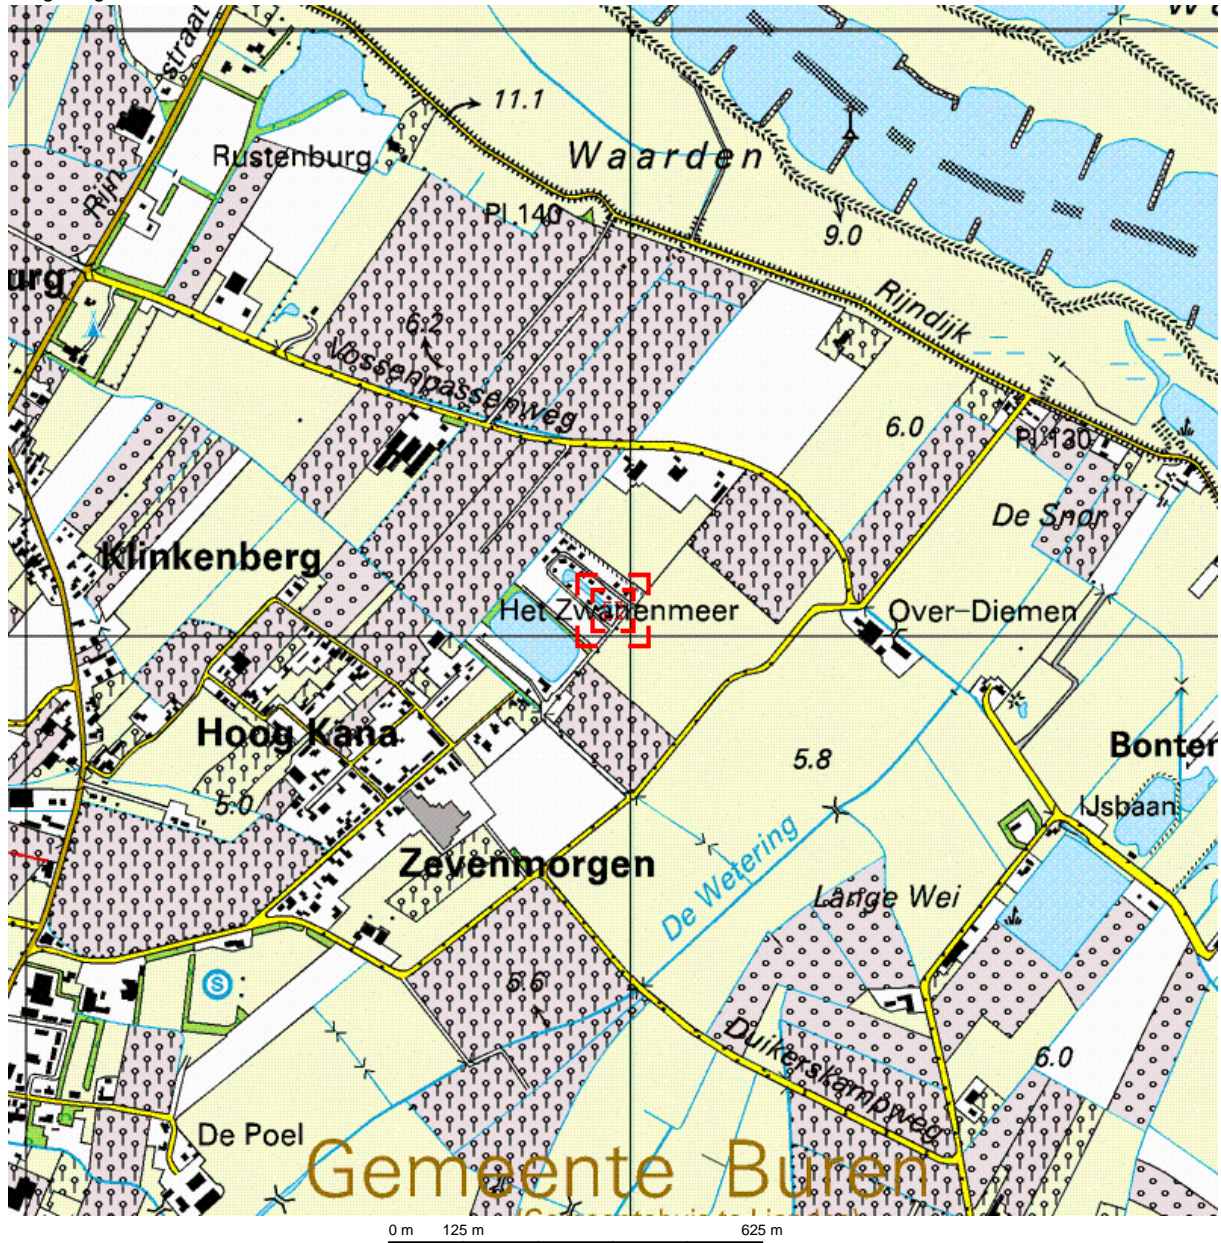 straat
Rijn
11.1
Rustenburg
Waarden
Pl.140
9.0
urg
Rijndijk
6.2
Vossenpassenweg
6.0
Pl.130
De Snor
Klinkenberg
Het Zwanenmeer
Over-Diemen
Hoog Kana
5.8
Bonten
5.0
IJsbaan
Zevenmorgen
De Wetering
Lange Wei
S
5.6
Duikerskampweg
6.0
De Poel
Gemeente Buren
0 m 125 m 625 m